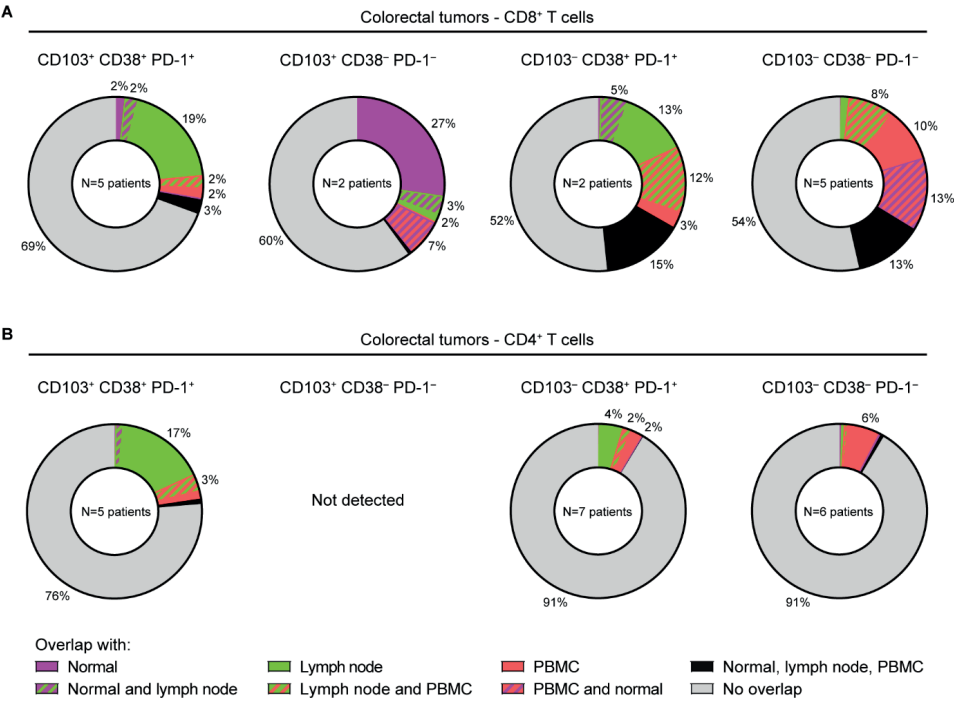 A
Colorectal tumors - CD8⁺ T cells
CD103⁺ CD38⁺ PD-1⁺
CD103⁺ CD38⁻ PD-1⁻
CD103⁻ CD38⁺ PD-1⁺
CD103⁻ CD38⁻ PD-1⁻
2%
2%
19%
2%
2%
3%
69%
N=5 patients
27%
3%
2%
7%
60%
N=2 patients
5%
13%
12%
3%
15%
52%
N=2 patients
8%
10%
13%
13%
54%
N=5 patients
B
Colorectal tumors - CD4⁺ T cells
CD103⁺ CD38⁺ PD-1⁺
CD103⁺ CD38⁻ PD-1⁻
CD103⁻ CD38⁺ PD-1⁺
CD103⁻ CD38⁻ PD-1⁻
17%
3%
76%
N=5 patients
Not detected
4%
2%
2%
91%
N=7 patients
6%
91%
N=6 patients
Overlap with:
Normal
Lymph node
PBMC
Normal, lymph node, PBMC
Normal and lymph node
Lymph node and PBMC
PBMC and normal
No overlap